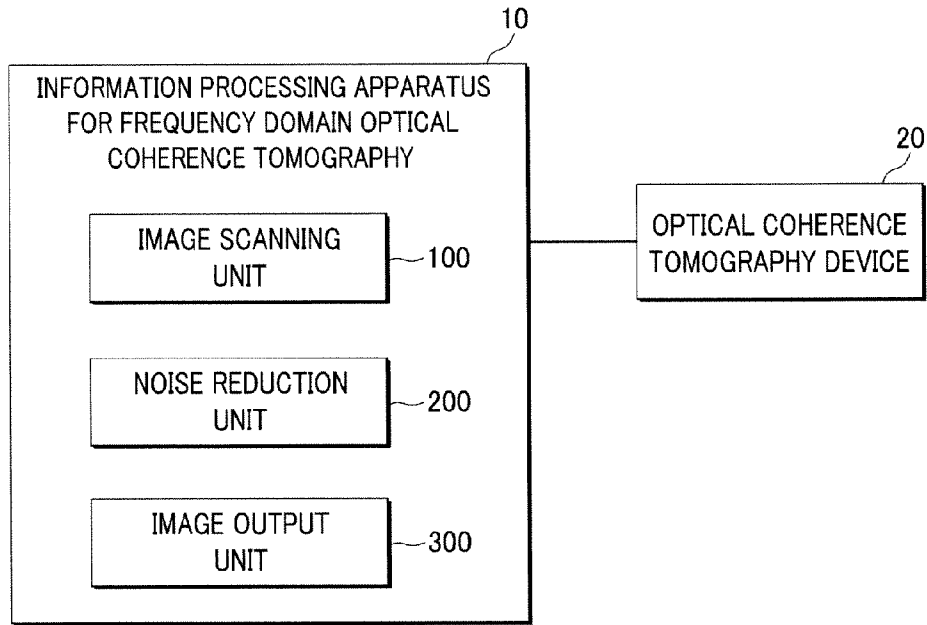 10
INFORMATION PROCESSING APPARATUS
FOR FREQUENCY DOMAIN OPTICAL
COHERENCE TOMOGRAPHY
IMAGE SCANNING
UNIT
100
NOISE REDUCTION
UNIT
200
IMAGE OUTPUT
UNIT
300
20
OPTICAL COHERENCE
TOMOGRAPHY DEVICE